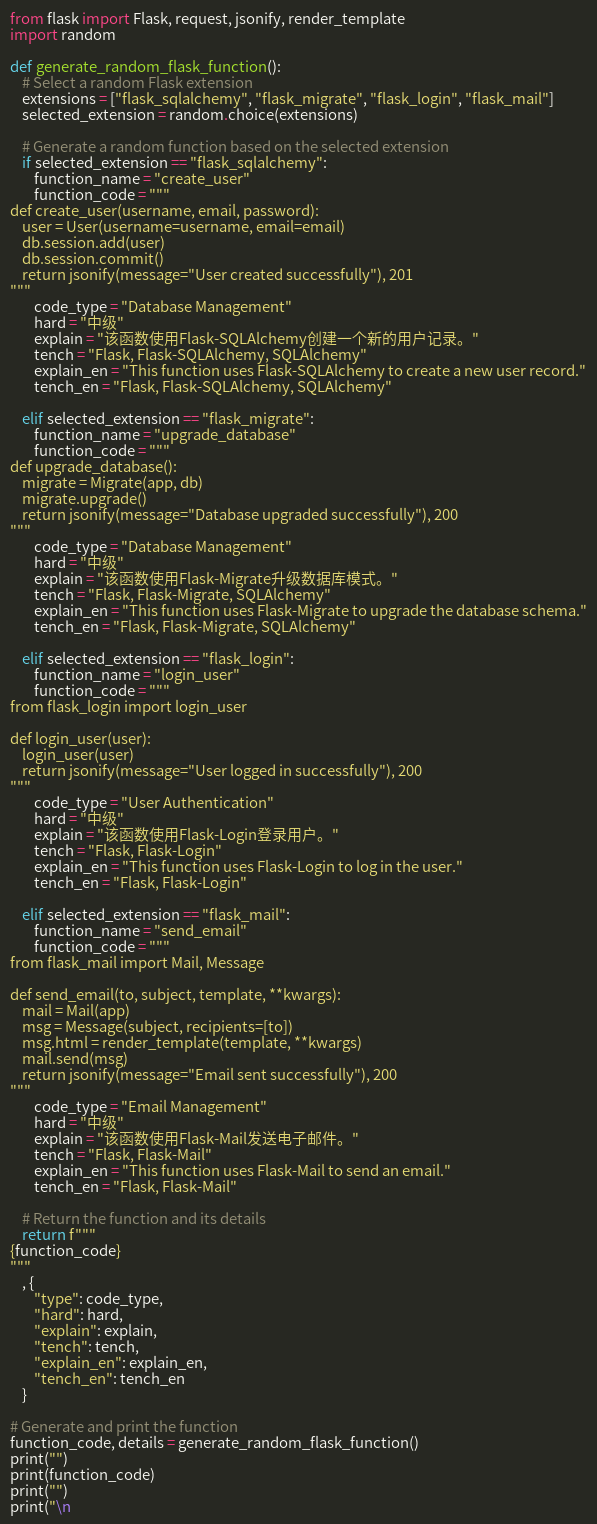 from flask import Flask, request, jsonify, render_template
import random

def generate_random_flask_function():
    # Select a random Flask extension
    extensions = ["flask_sqlalchemy", "flask_migrate", "flask_login", "flask_mail"]
    selected_extension = random.choice(extensions)

    # Generate a random function based on the selected extension
    if selected_extension == "flask_sqlalchemy":
        function_name = "create_user"
        function_code = """
def create_user(username, email, password):
    user = User(username=username, email=email)
    db.session.add(user)
    db.session.commit()
    return jsonify(message="User created successfully"), 201
"""
        code_type = "Database Management"
        hard = "中级"
        explain = "该函数使用Flask-SQLAlchemy创建一个新的用户记录。"
        tench = "Flask, Flask-SQLAlchemy, SQLAlchemy"
        explain_en = "This function uses Flask-SQLAlchemy to create a new user record."
        tench_en = "Flask, Flask-SQLAlchemy, SQLAlchemy"

    elif selected_extension == "flask_migrate":
        function_name = "upgrade_database"
        function_code = """
def upgrade_database():
    migrate = Migrate(app, db)
    migrate.upgrade()
    return jsonify(message="Database upgraded successfully"), 200
"""
        code_type = "Database Management"
        hard = "中级"
        explain = "该函数使用Flask-Migrate升级数据库模式。"
        tench = "Flask, Flask-Migrate, SQLAlchemy"
        explain_en = "This function uses Flask-Migrate to upgrade the database schema."
        tench_en = "Flask, Flask-Migrate, SQLAlchemy"

    elif selected_extension == "flask_login":
        function_name = "login_user"
        function_code = """
from flask_login import login_user

def login_user(user):
    login_user(user)
    return jsonify(message="User logged in successfully"), 200
"""
        code_type = "User Authentication"
        hard = "中级"
        explain = "该函数使用Flask-Login登录用户。"
        tench = "Flask, Flask-Login"
        explain_en = "This function uses Flask-Login to log in the user."
        tench_en = "Flask, Flask-Login"

    elif selected_extension == "flask_mail":
        function_name = "send_email"
        function_code = """
from flask_mail import Mail, Message

def send_email(to, subject, template, **kwargs):
    mail = Mail(app)
    msg = Message(subject, recipients=[to])
    msg.html = render_template(template, **kwargs)
    mail.send(msg)
    return jsonify(message="Email sent successfully"), 200
"""
        code_type = "Email Management"
        hard = "中级"
        explain = "该函数使用Flask-Mail发送电子邮件。"
        tench = "Flask, Flask-Mail"
        explain_en = "This function uses Flask-Mail to send an email."
        tench_en = "Flask, Flask-Mail"

    # Return the function and its details
    return f"""
{function_code}
"""
    , {
        "type": code_type,
        "hard": hard,
        "explain": explain,
        "tench": tench,
        "explain_en": explain_en,
        "tench_en": tench_en
    }

# Generate and print the function
function_code, details = generate_random_flask_function()
print("")
print(function_code)
print("")
print("\n